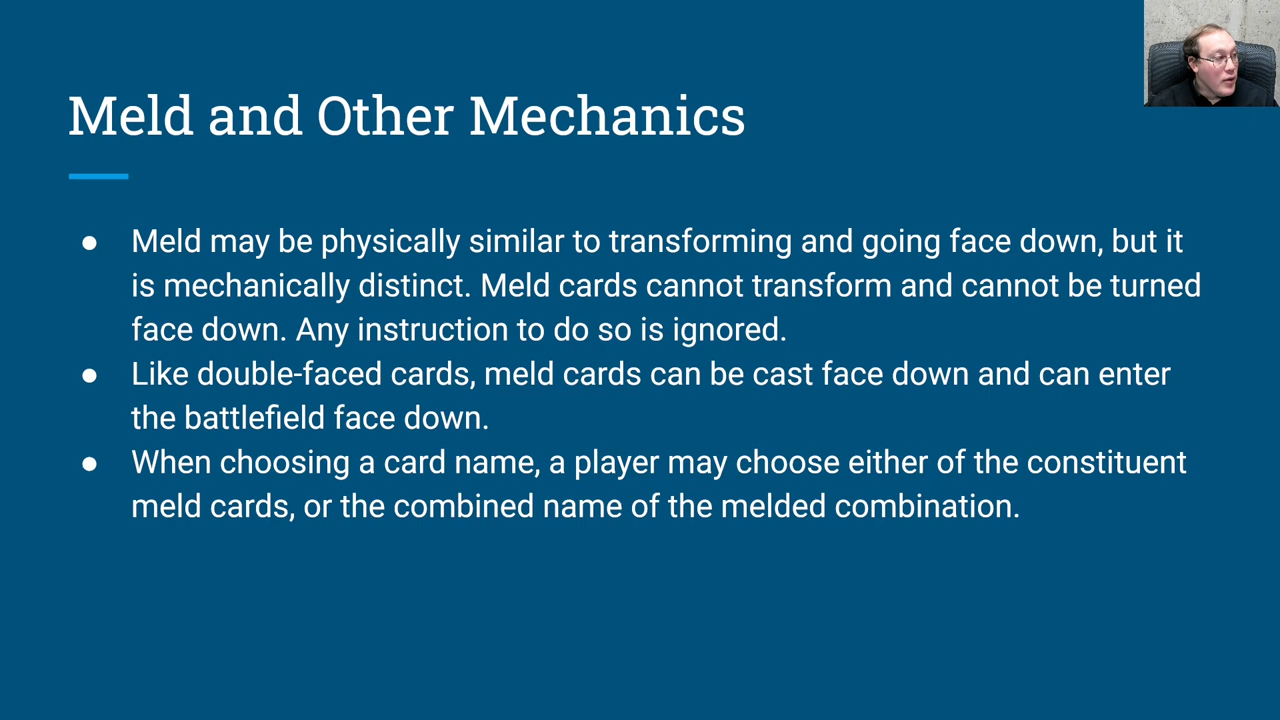 Meld and Other Mechanics
● Meld may be physically similar to transforming and going face down, but it
is mechanically distinct. Meld cards cannot transform and cannot be turned
face down. Any instruction to do so is ignored.
● Like double-faced cards, meld cards can be cast face down and can enter
the battlefield face down.
● When choosing a card name, a player may choose either of the constituent
meld cards, or the combined name of the melded combination.